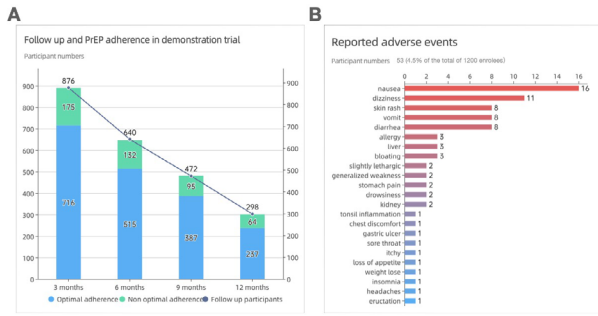 A
Follow up and PrEP adherence in demonstration trial
Participant numbers
876
640
472
298
175
132
95
64
716
515
387
237
900
800
700
600
500
400
300
200
100
0
900
800
700
600
500
400
300
200
100
0
3 months
6 months
9 months
12 months
Optimal adherence
Non optimal adherence
Follow up participants
B
Reported adverse events
Participant numbers 53 (4.5% of the total of 1200 enrolees)
0 2 4 6 8 10 12 14 16
nausea 16
dizziness 11
skin rash 8
vomit 8
diarrhea 8
allergy 3
liver 3
bloating 3
slightly lethargic 2
generalized weakness 2
stomach pain 2
drowsiness 2
kidney 2
tonsil inflammation 1
chest discomfort 1
gastric ulcer 1
sore throat 1
itchy 1
loss of appetite 1
weight lose 1
insomnia 1
headaches 1
eructation 1